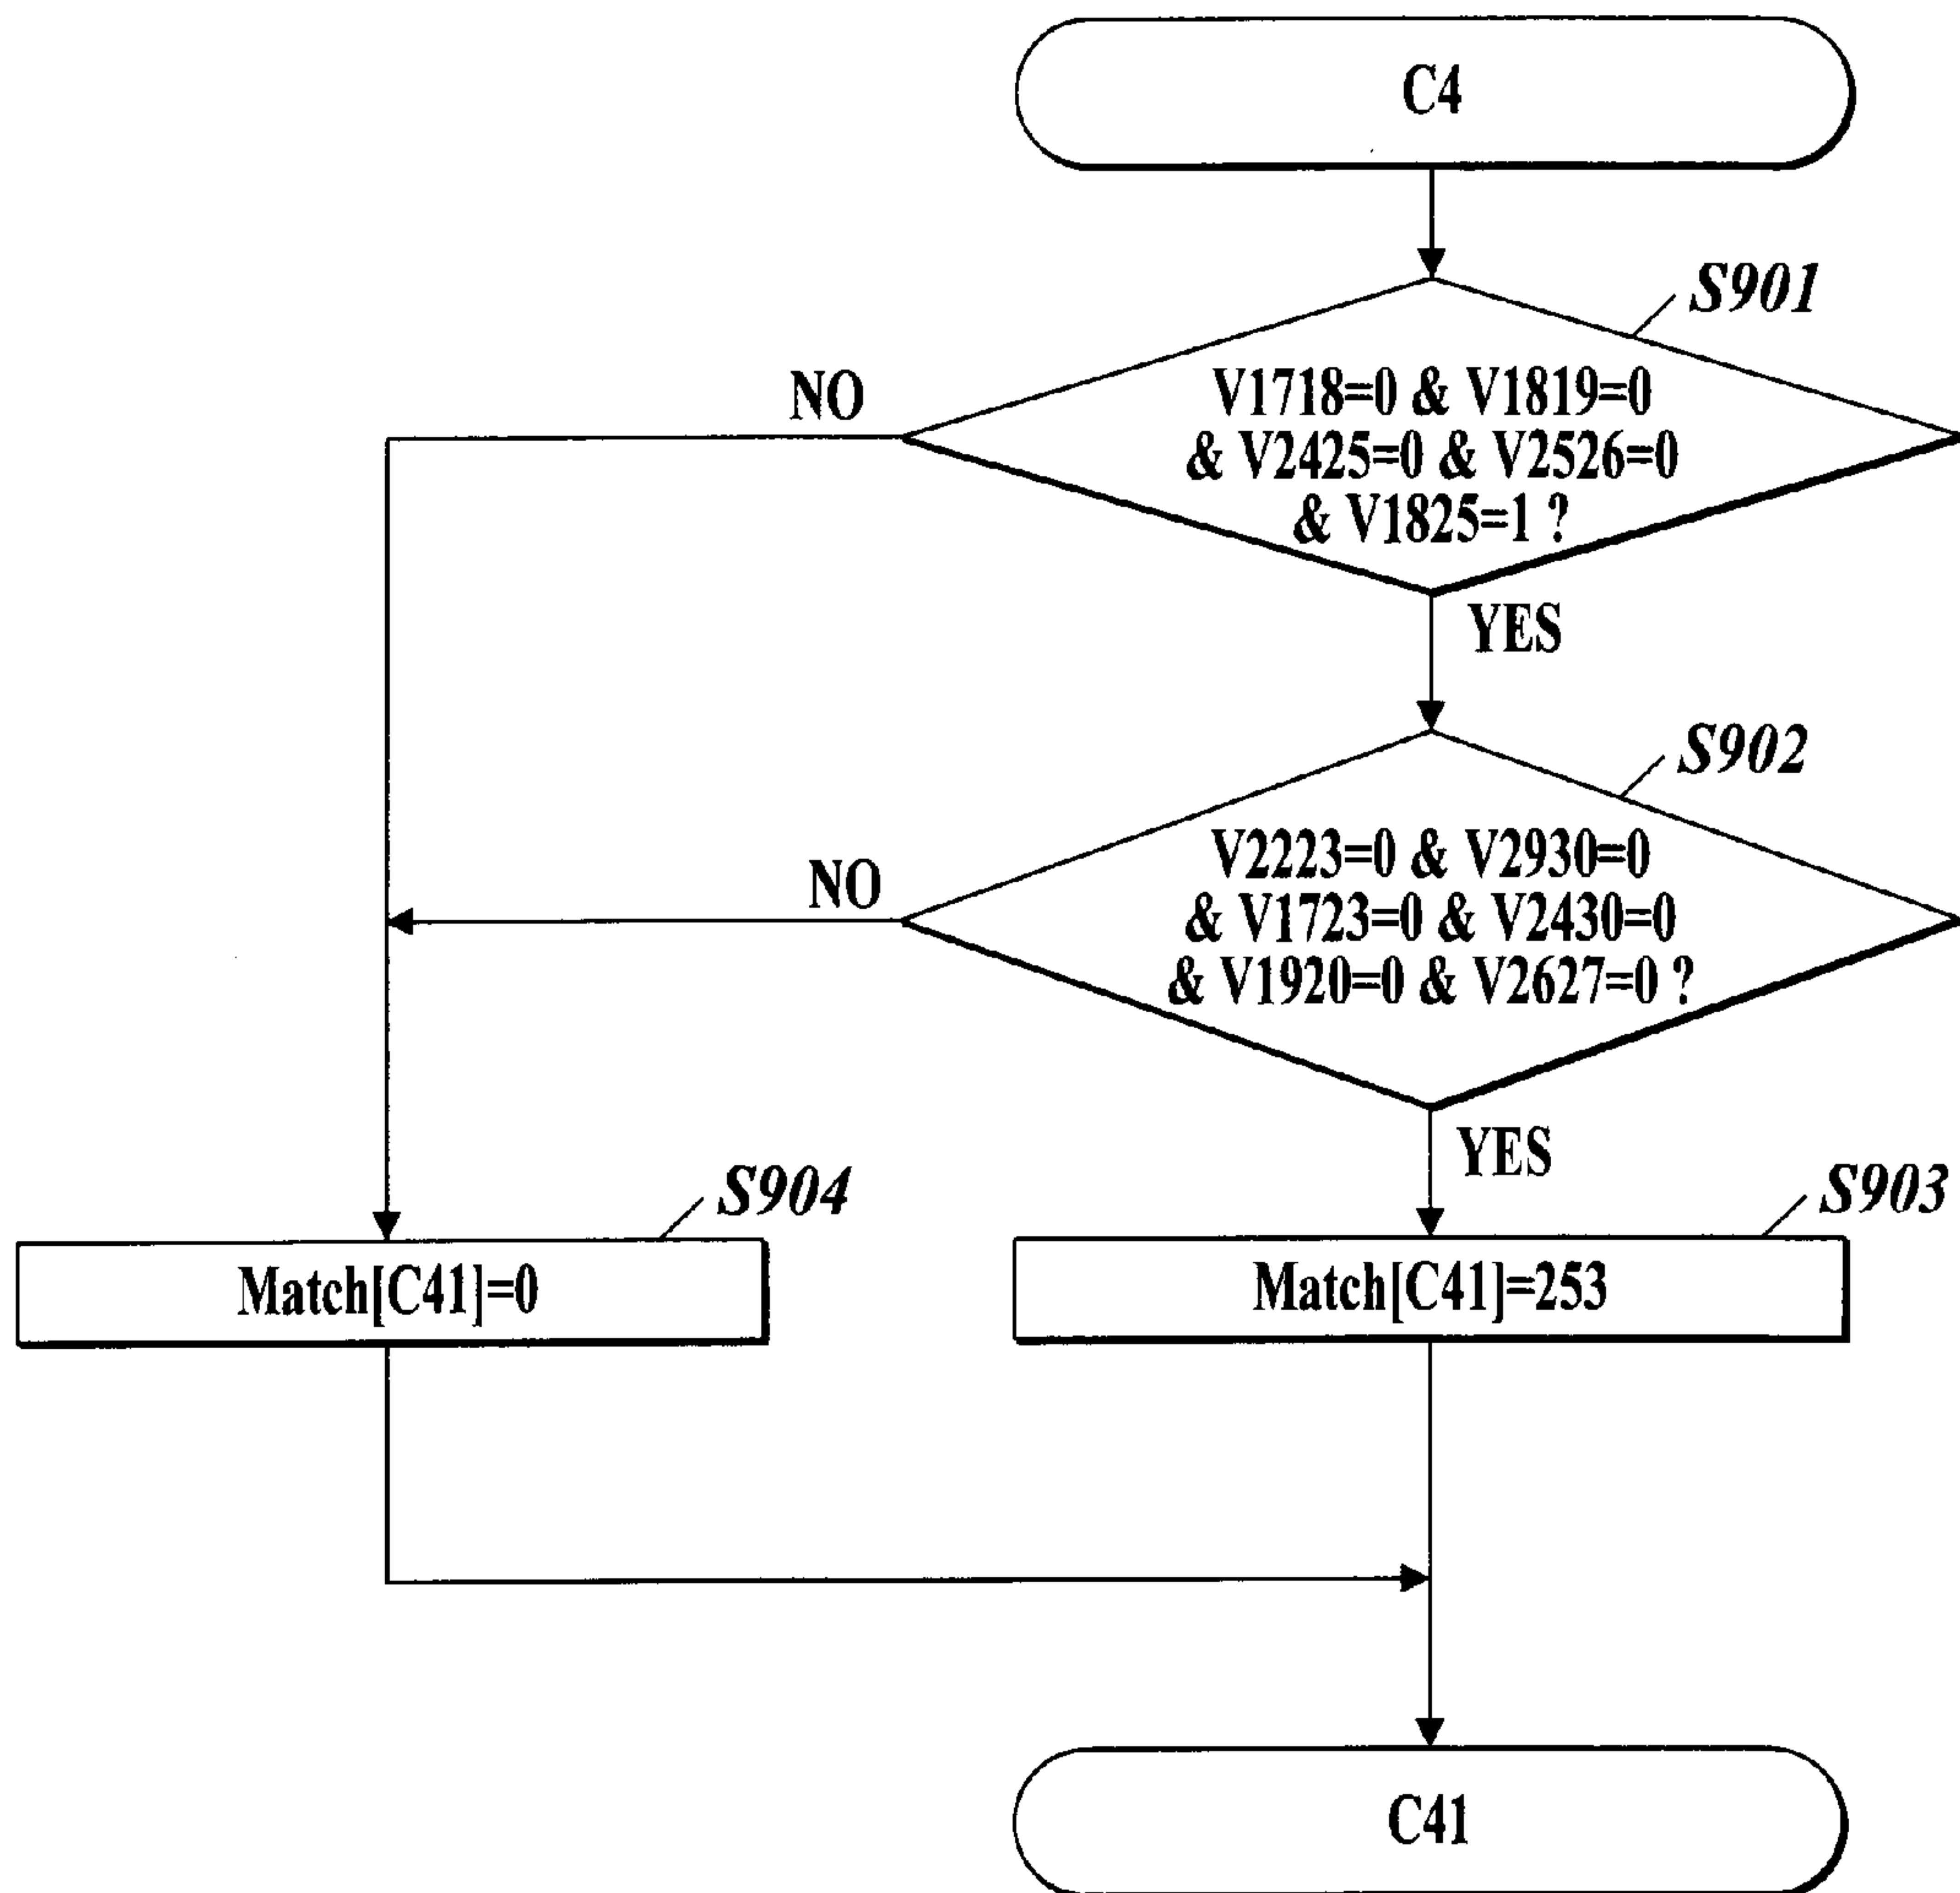 C4
S901
V1718=0 & V1819=0
& V2425=0 & V2526=0
& V1825=1 ?
NO
YES
S902
V2223=0 & V2930=0
& V1723=0 & V2430=0
& V1920=0 & V2627=0 ?
NO
YES
S904
Match[C41]=0
S903
Match[C41]=253
C41